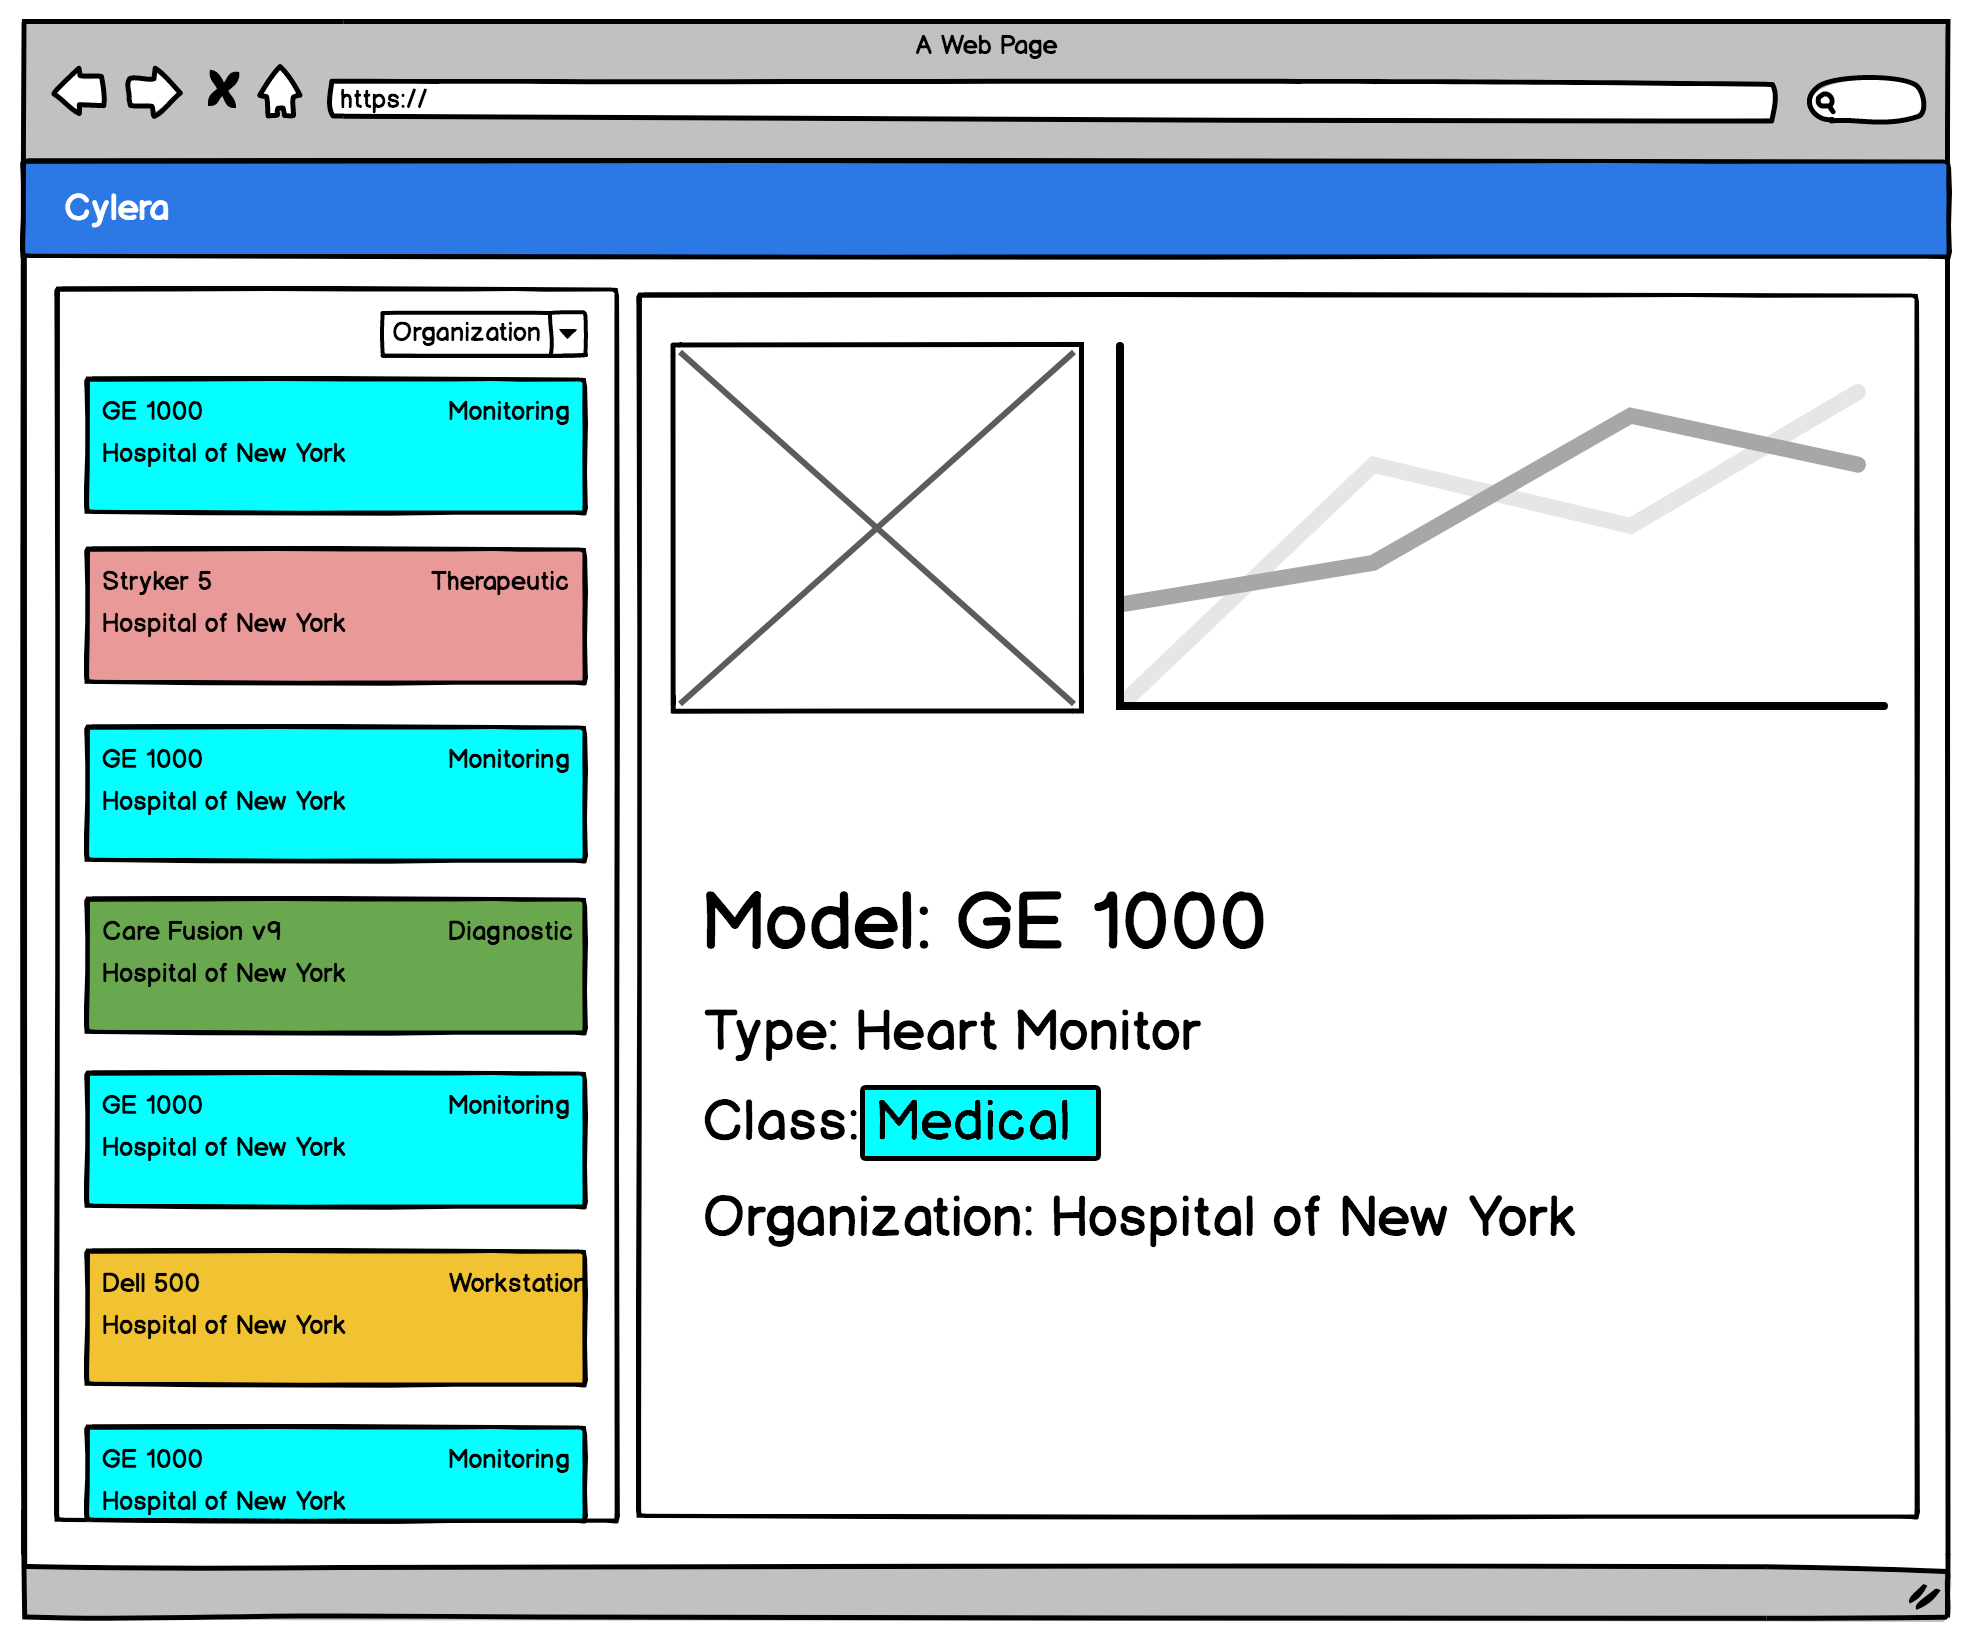 A Web Page
https://
Cylera
Organization
GE 1000 Monitoring
Hospital of New York
Stryker 5 Therapeutic
Hospital of New York
GE 1000 Monitoring
Hospital of New York
Care Fusion v9 Diagnostic
Hospital of New York
GE 1000 Monitoring
Hospital of New York
Dell 500 Workstation
Hospital of New York
GE 1000 Monitoring
Hospital of New York
Model: GE 1000
Type: Heart Monitor
Class: Medical
Organization: Hospital of New York